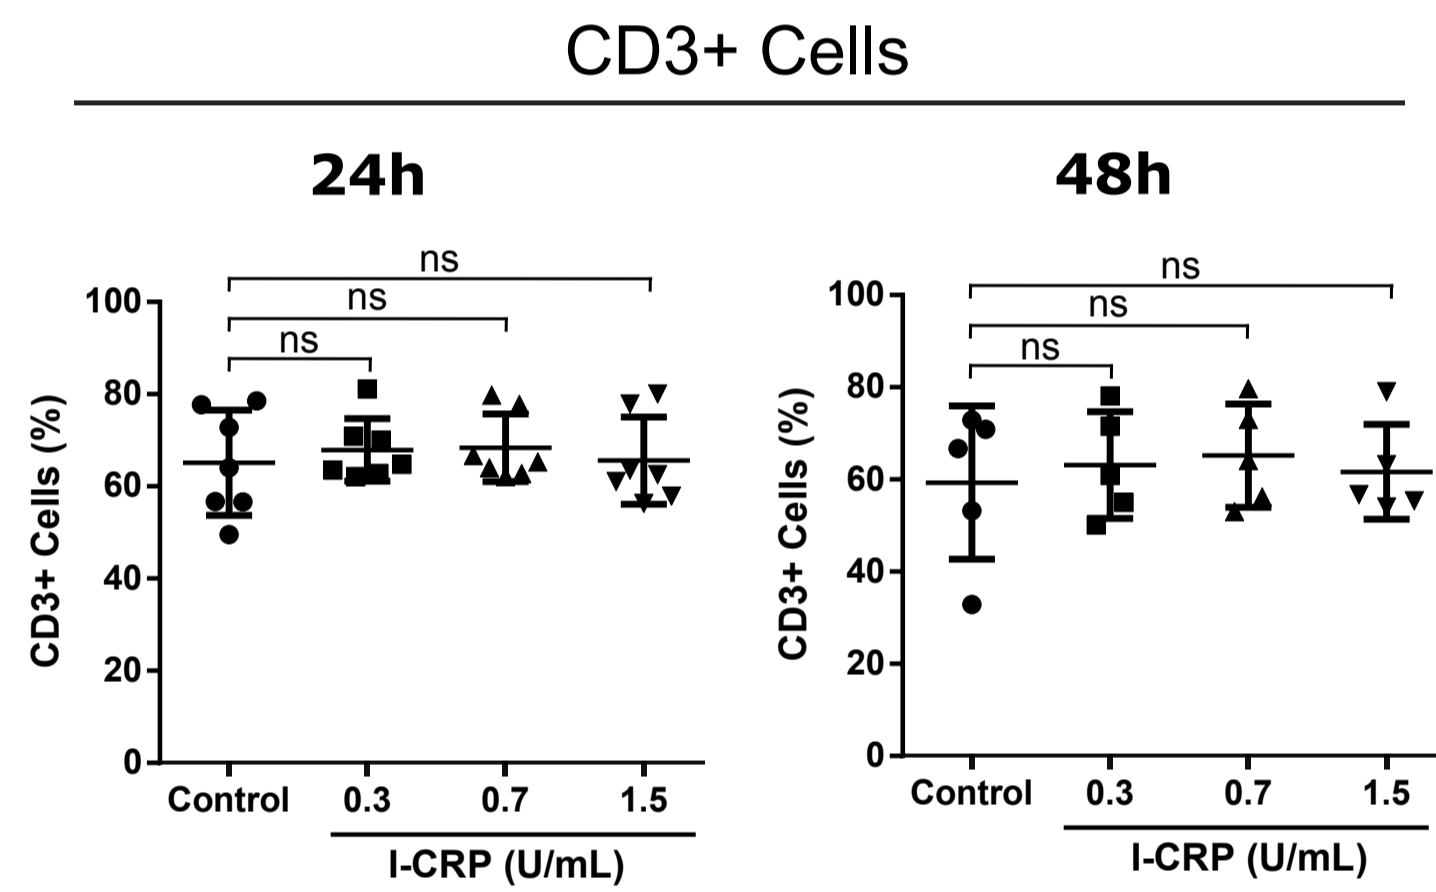 CD3+ Cells
24h
ns
ns
ns
100
80
60
40
20
0
CD3+ Cells (%)
Control 0.3 0.7 1.5
I-CRP (U/mL)
48h
ns
ns
ns
100
80
60
40
20
0
CD3+ Cells (%)
Control 0.3 0.7 1.5
I-CRP (U/mL)